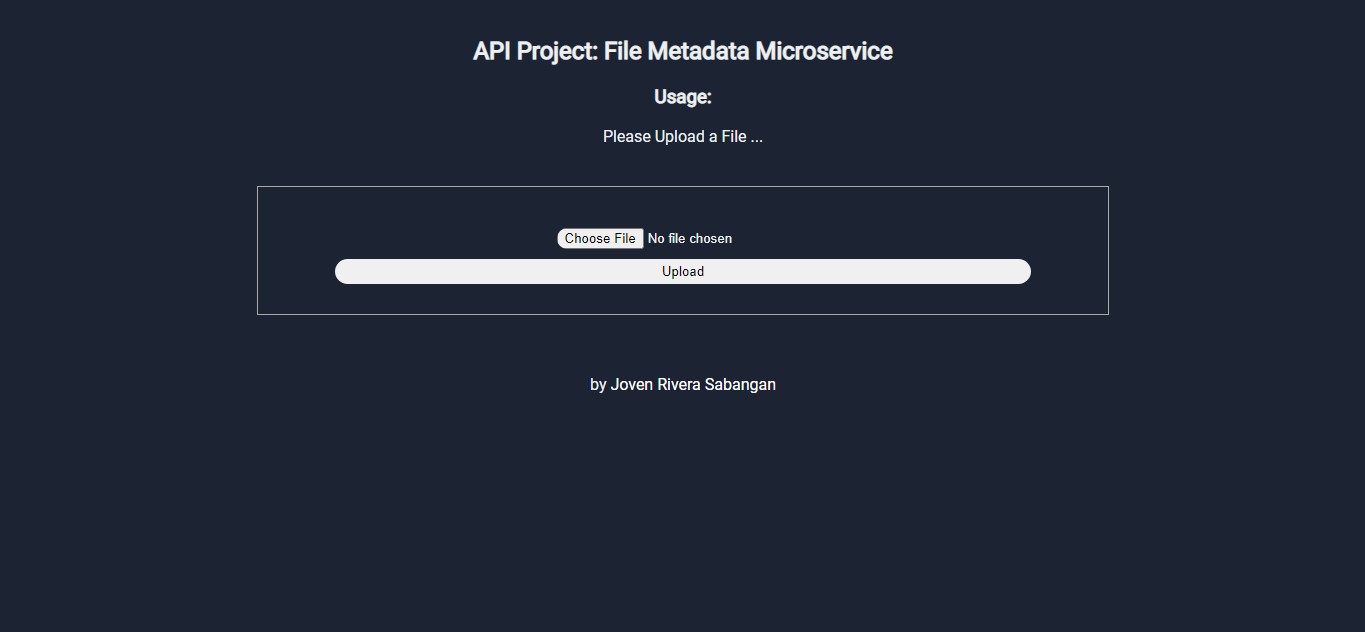 API Project: File Metadata Microservice
Usage:
Please Upload a File ...
Choose File No file chosen
Upload
by Joven Rivera Sabangan